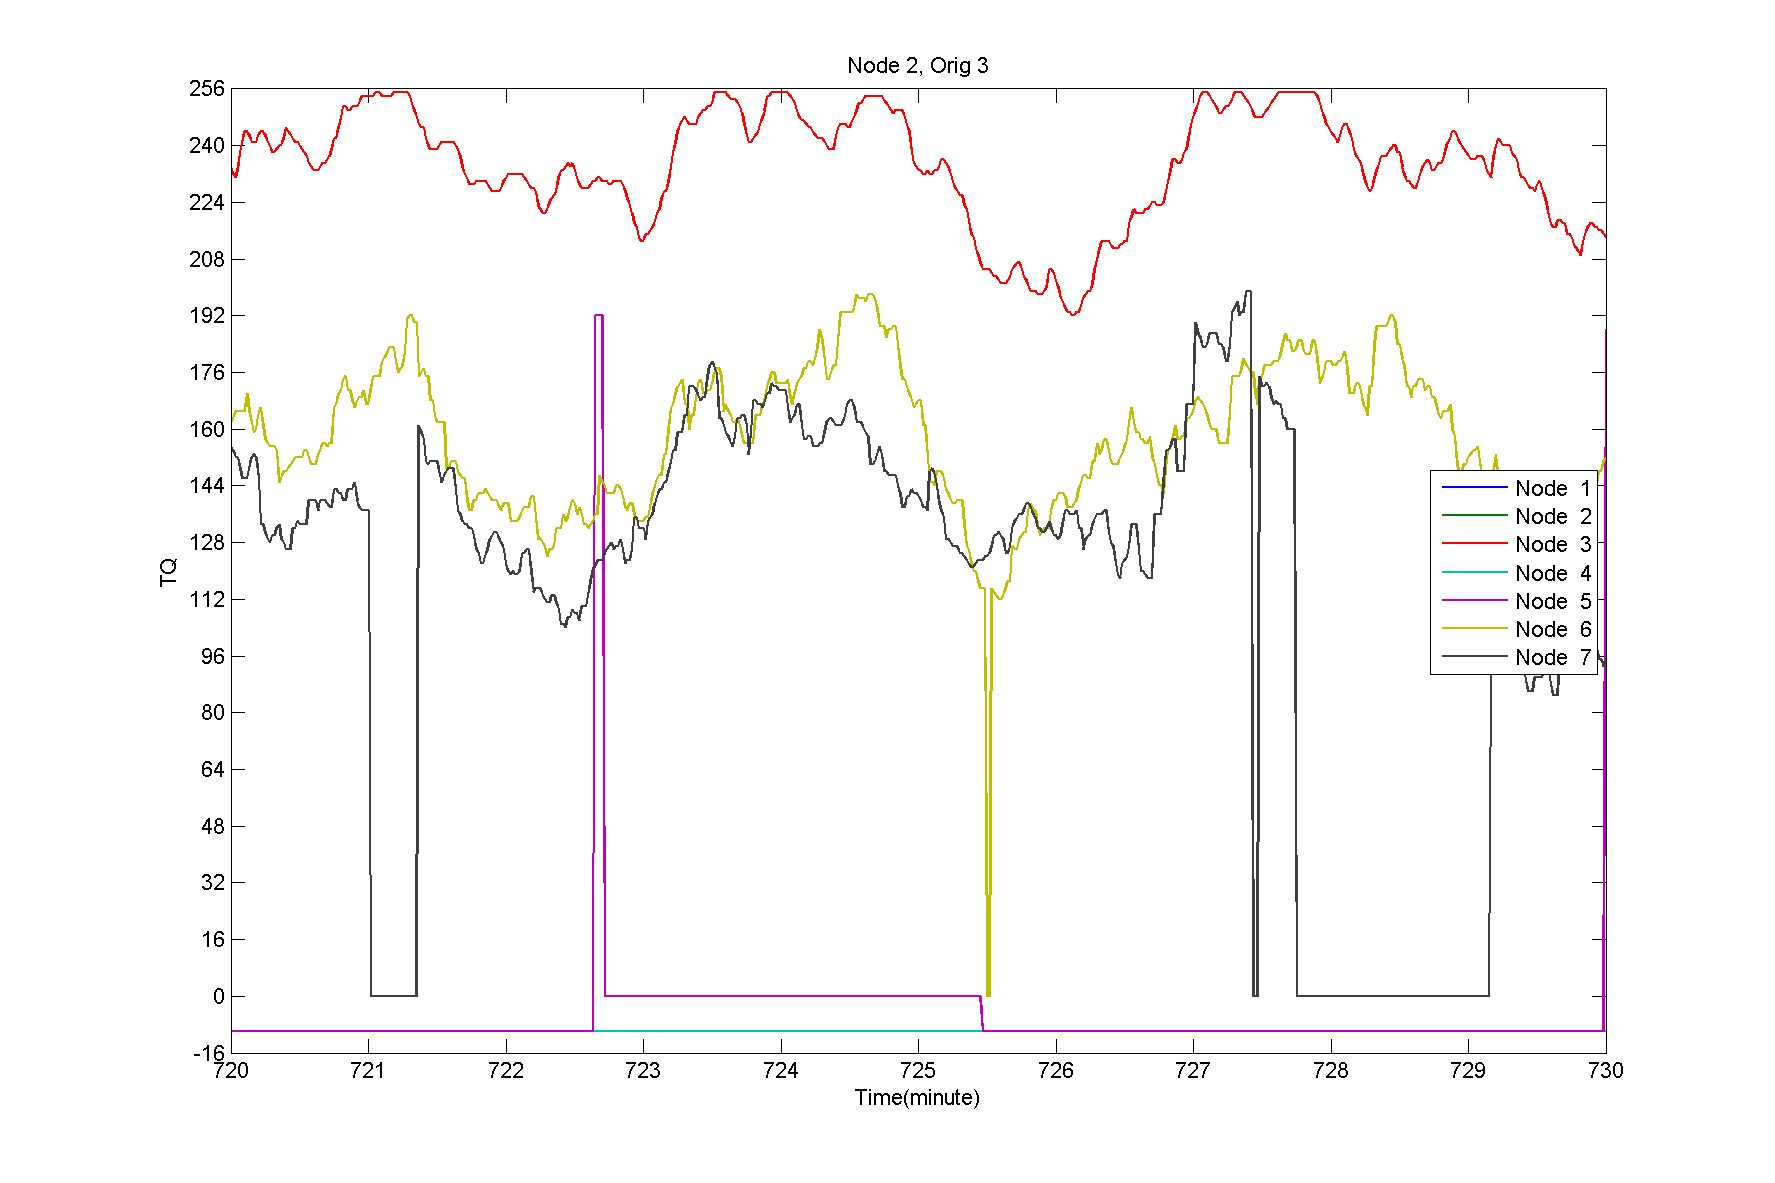 Node 2, Orig 3
256
240
224
208
192
176
160
144
128
112
96
80
64
48
32
16
0
-16
TQ
Node 1
Node 2
Node 3
Node 4
Node 5
Node 6
Node 7
720 721 722 723 724 725 726 727 728 729 730
Time(minute)